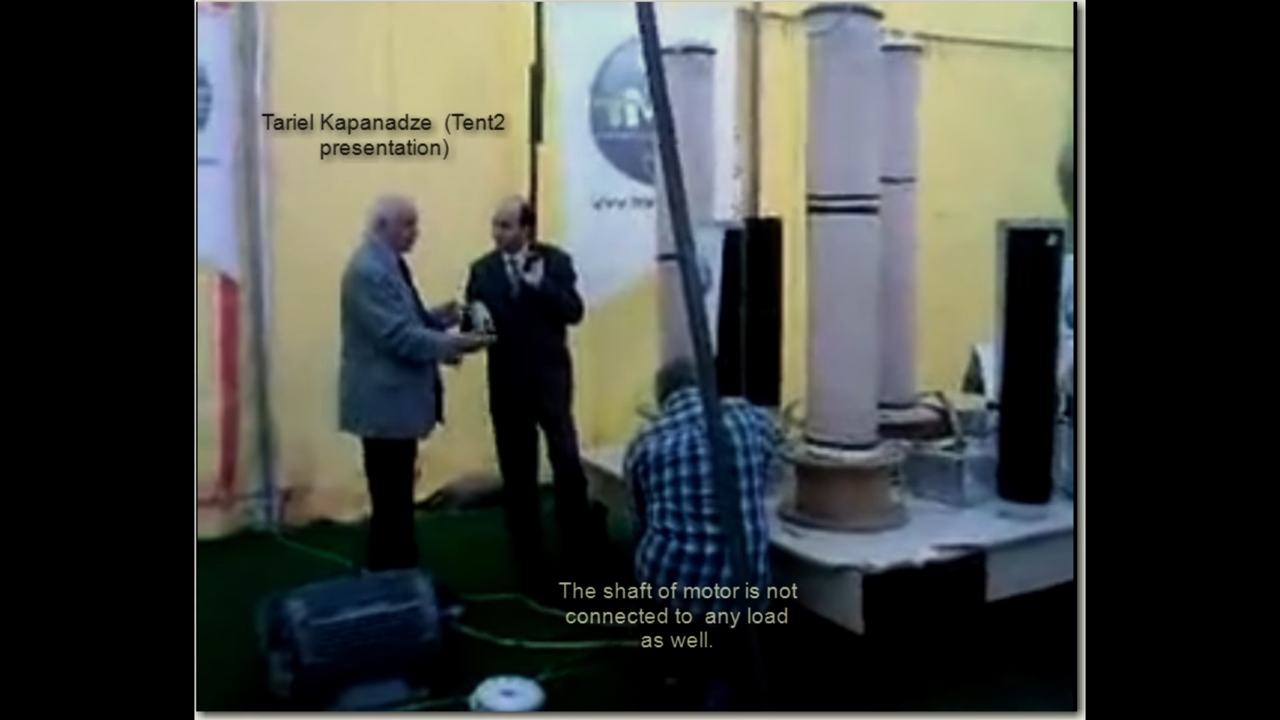 Tariel Kapanadze (Tent2
presentation)
The shaft of motor is not
connected to any load
as well.